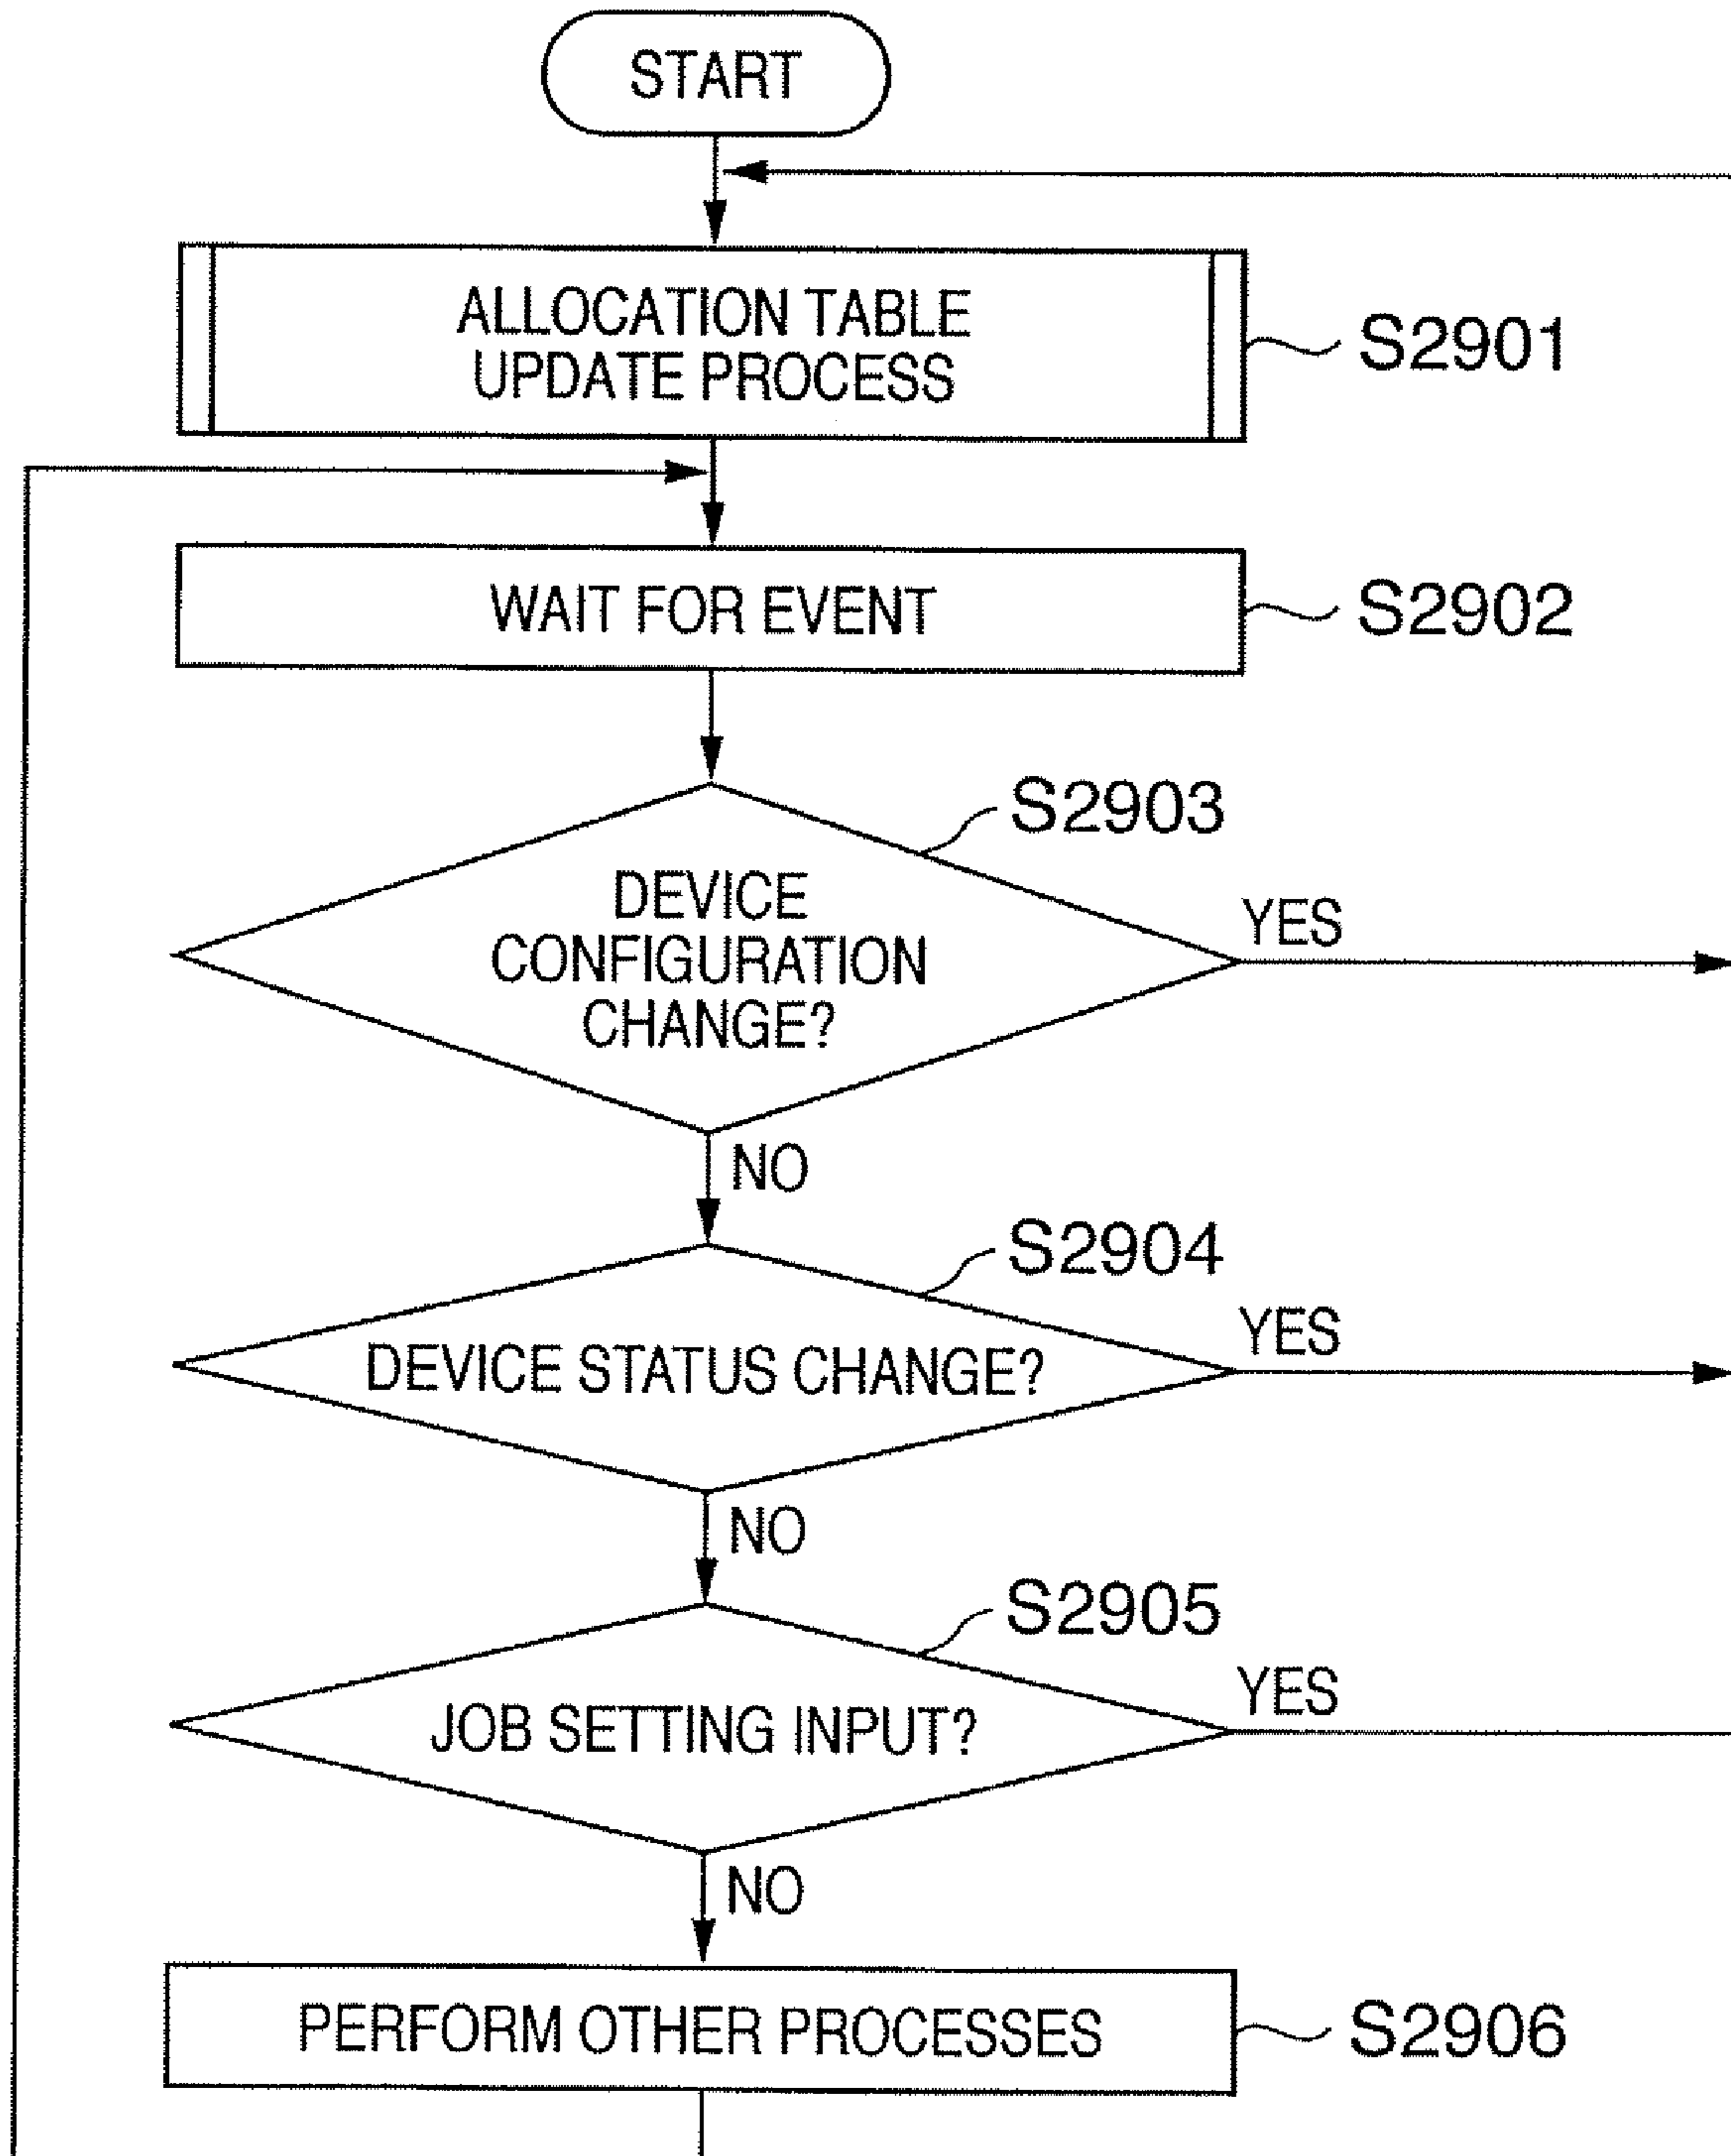 START
ALLOCATION TABLE
UPDATE PROCESS
S2901
WAIT FOR EVENT
S2902
S2903
DEVICE
CONFIGURATION
CHANGE?
YES
NO
S2904
DEVICE STATUS CHANGE?
YES
NO
S2905
JOB SETTING INPUT?
YES
NO
PERFORM OTHER PROCESSES
S2906